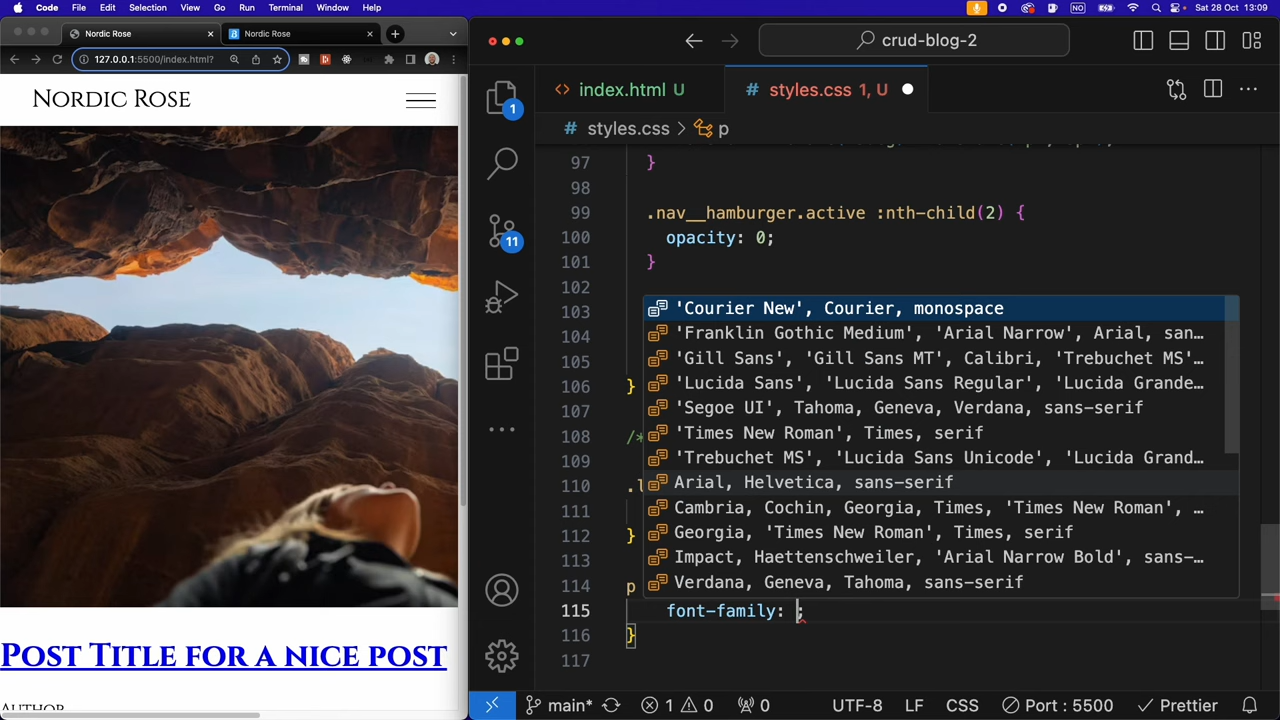 Code File Edit Selection View Go Run Terminal Window Help NO Sat 28 Oct 13:09
Nordic Rose
Nordic Rose
127.0.0.1:5500/index.html?
Nordic Rose
Post Title for a nice post
Author
crud-blog-2
index.html U
# styles.css 1, U
# styles.css > p
97 }
98
99 .nav__hamburger.active :nth-child(2) {
100 opacity: 0;
101 }
102
103 'Courier New', Courier, monospace
104 'Franklin Gothic Medium', 'Arial Narrow', Arial, san…
105 'Gill Sans', 'Gill Sans MT', Calibri, 'Trebuchet MS'…
106 } 'Lucida Sans', 'Lucida Sans Regular', 'Lucida Grande…
107 'Segoe UI', Tahoma, Geneva, Verdana, sans-serif
108 /* 'Times New Roman', Times, serif
109 'Trebuchet MS', 'Lucida Sans Unicode', 'Lucida Grand…
110 .l Arial, Helvetica, sans-serif
111 Cambria, Cochin, Georgia, Times, 'Times New Roman', …
112 } Georgia, 'Times New Roman', Times, serif
113 Impact, Haettenschweiler, 'Arial Narrow Bold', sans-…
114 p Verdana, Geneva, Tahoma, sans-serif
115 font-family: ;
116 }
117
1
11
main* 1 0 0 UTF-8 LF CSS Port : 5500 Prettier